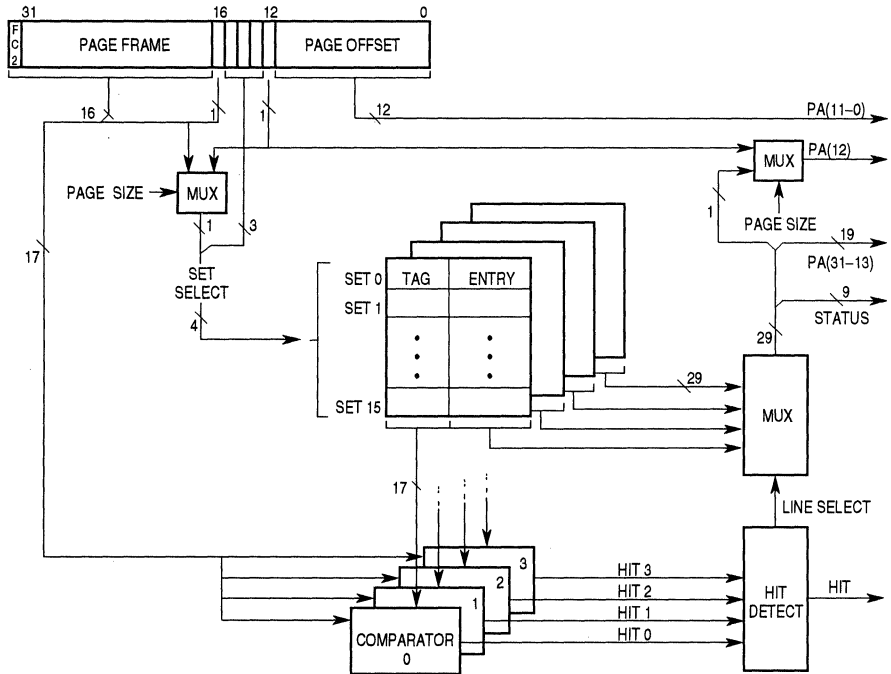 31 16 12 0
F
C
2
PAGE FRAME
PAGE OFFSET
16
1
1
12
PA(11–0)
MUX
PA(12)
PAGE SIZE
MUX
1
3
PAGE SIZE
1
19
PA(31–13)
17
SET
SELECT
4
SET 0
TAG
ENTRY
SET 1
9
STATUS
29
SET 15
29
MUX
17
LINE SELECT
3
2
1
COMPARATOR
0
HIT 3
HIT 2
HIT 1
HIT 0
HIT
DETECT
HIT